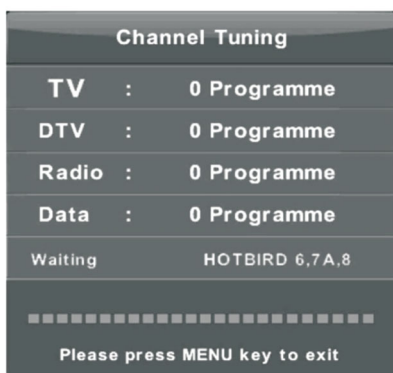 Channel Tuning
TV : 0 Programme
DTV : 0 Programme
Radio : 0 Programme
Data : 0 Programme
Waiting HOTBIRD 6,7A,8
Please press MENU key to exit